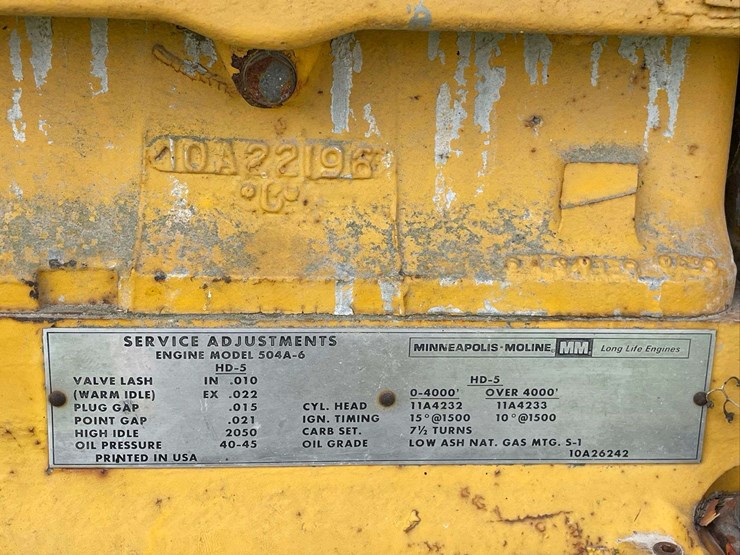 10A22198
"C"
SERVICE ADJUSTMENTS
ENGINE MODEL 504A-6
HD-5
VALVE LASH IN .010
(WARM IDLE) EX .022
PLUG GAP .015
POINT GAP .021
HIGH IDLE 2050
OIL PRESSURE 40-45
PRINTED IN USA
MINNEAPOLIS-MOLINE MM Long Life Engines
HD-5
0-4000' OVER 4000'
CYL. HEAD 11A4232 11A4233
IGN. TIMING 15°@1500 10°@1500
CARB SET. 7½ TURNS
OIL GRADE LOW ASH NAT. GAS MTG. S-1
10A26242